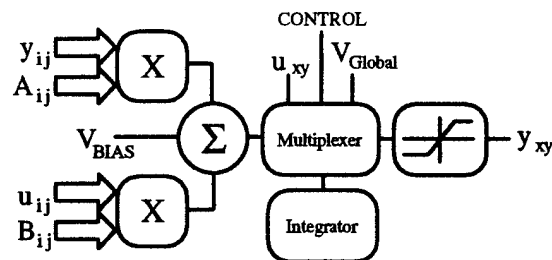 CONTROL
y ij
A ij
X
u xy
V Global
V BIAS
Σ
Multiplexer
y xy
u ij
B ij
X
Integrator